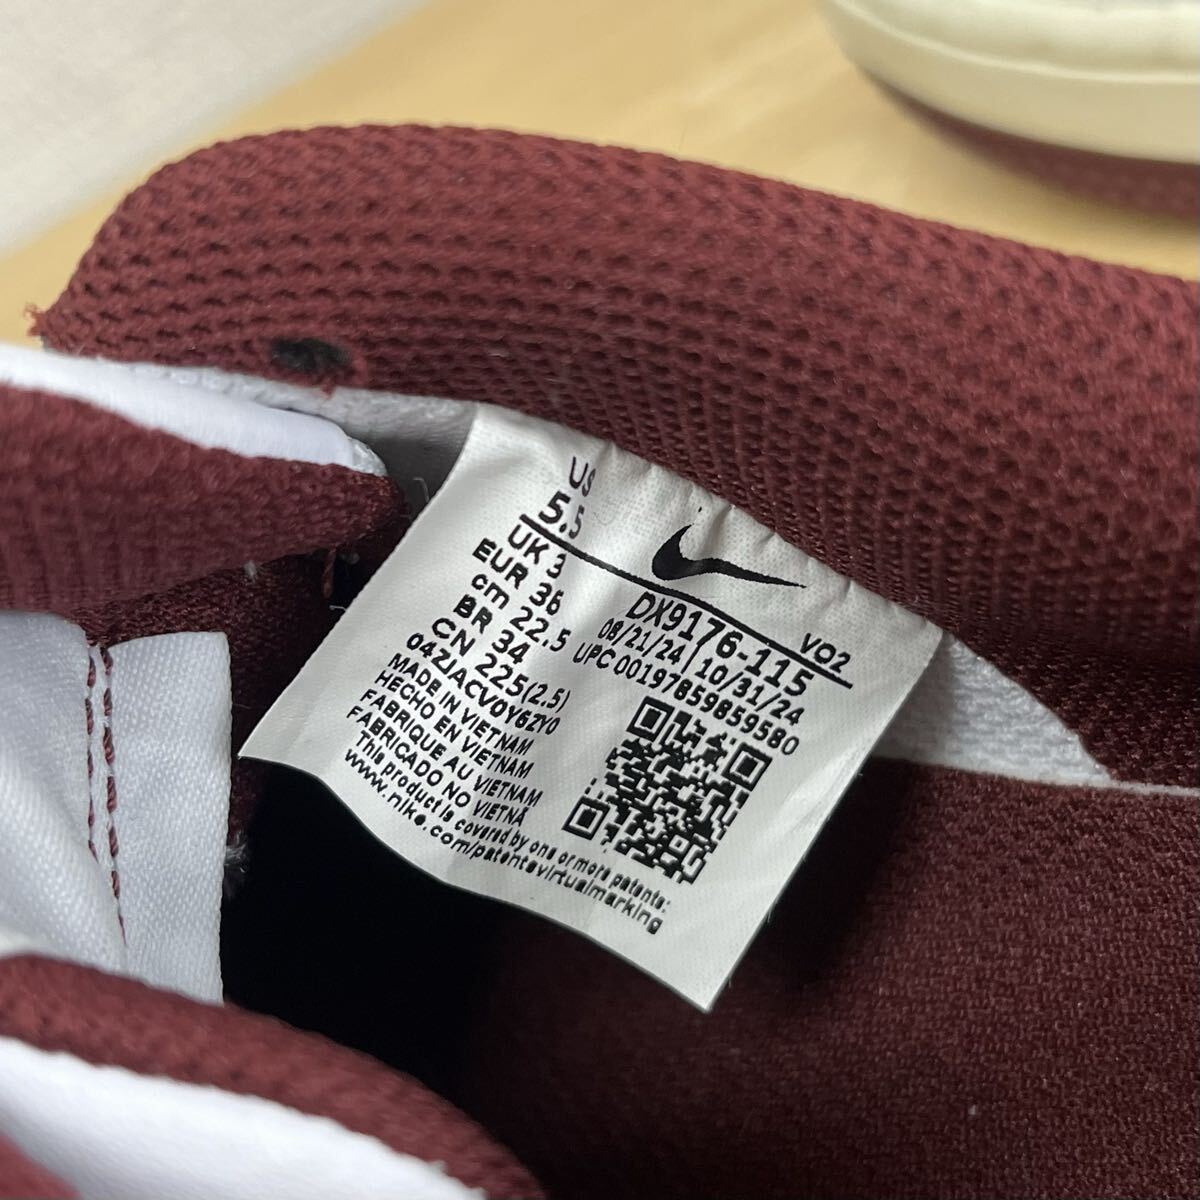 US
5.5
UK 3
EUR 36
cm 22.5
BR 34
CN 225(2.5)
04ZJACV0Y6ZY0
MADE IN VIETNAM
HECHO EN VIETNAM
FABRIQUE AU VIETNAM
FABRICADO NO VIETNÃ
This product is covered by one or more patents:
www.nike.com/patentsvirtualmarking
VO2
DX9176-115
08/21/24 | 10/31/24
UPC 00197859859580